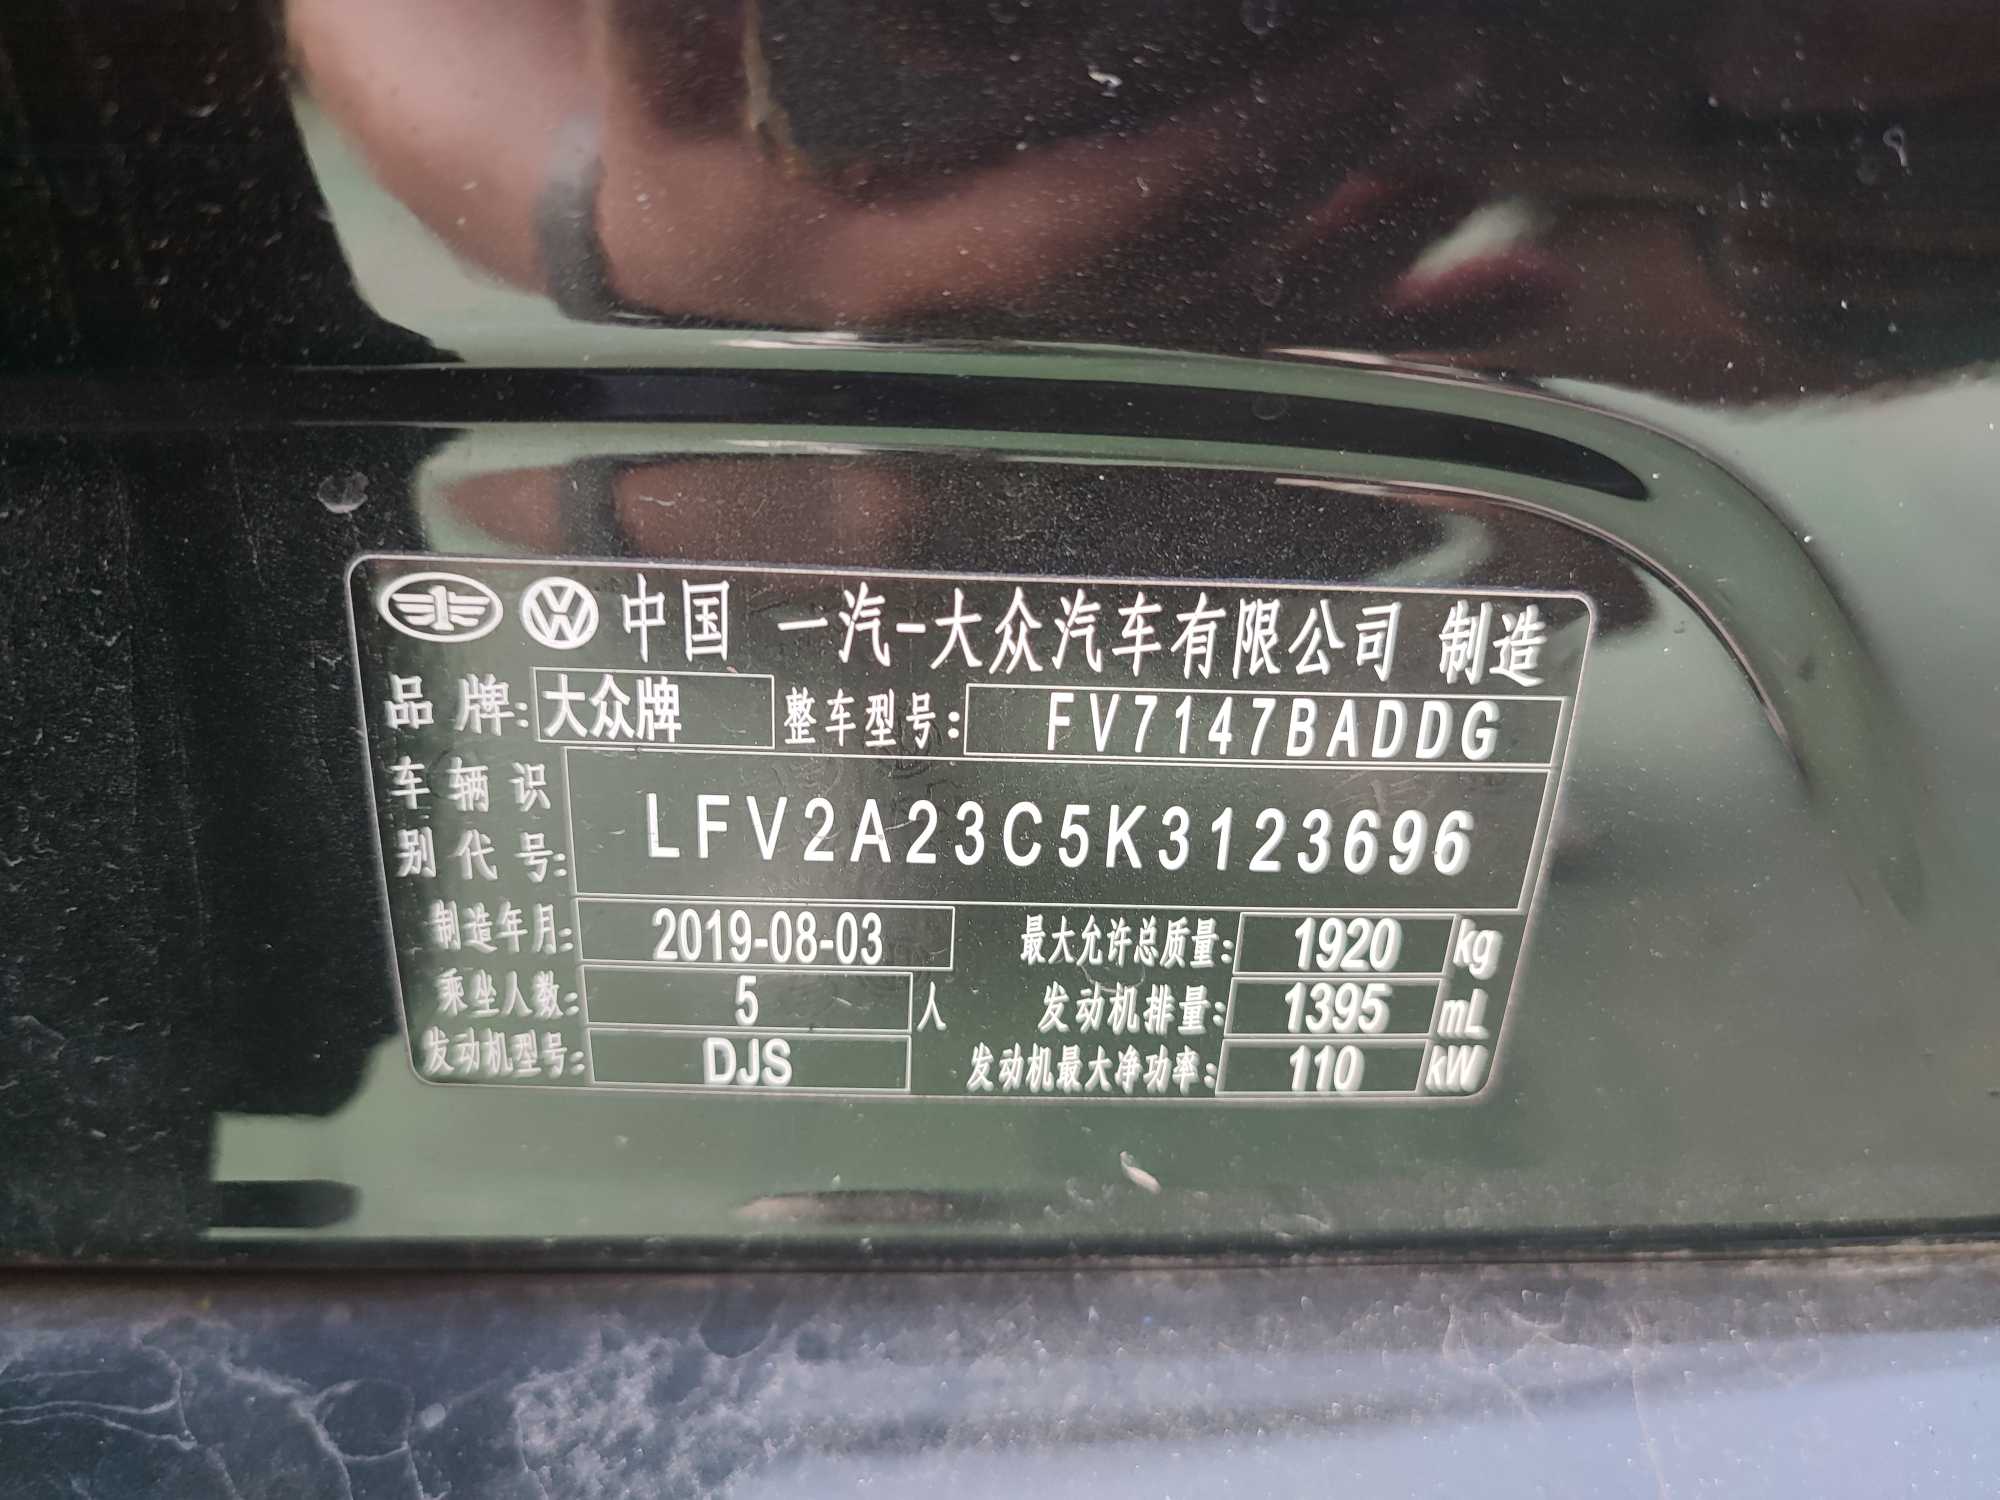 中国 一汽-大众汽车有限公司 制造
品牌: 大众牌 整车型号: FV7147BADDG
车辆识别代号: LFV2A23C5K3123696
制造年月: 2019-08-03 最大允许总质量: 1920 kg
乘坐人数: 5 人 发动机排量: 1395 mL
发动机型号: DJS 发动机最大净功率: 110 kW